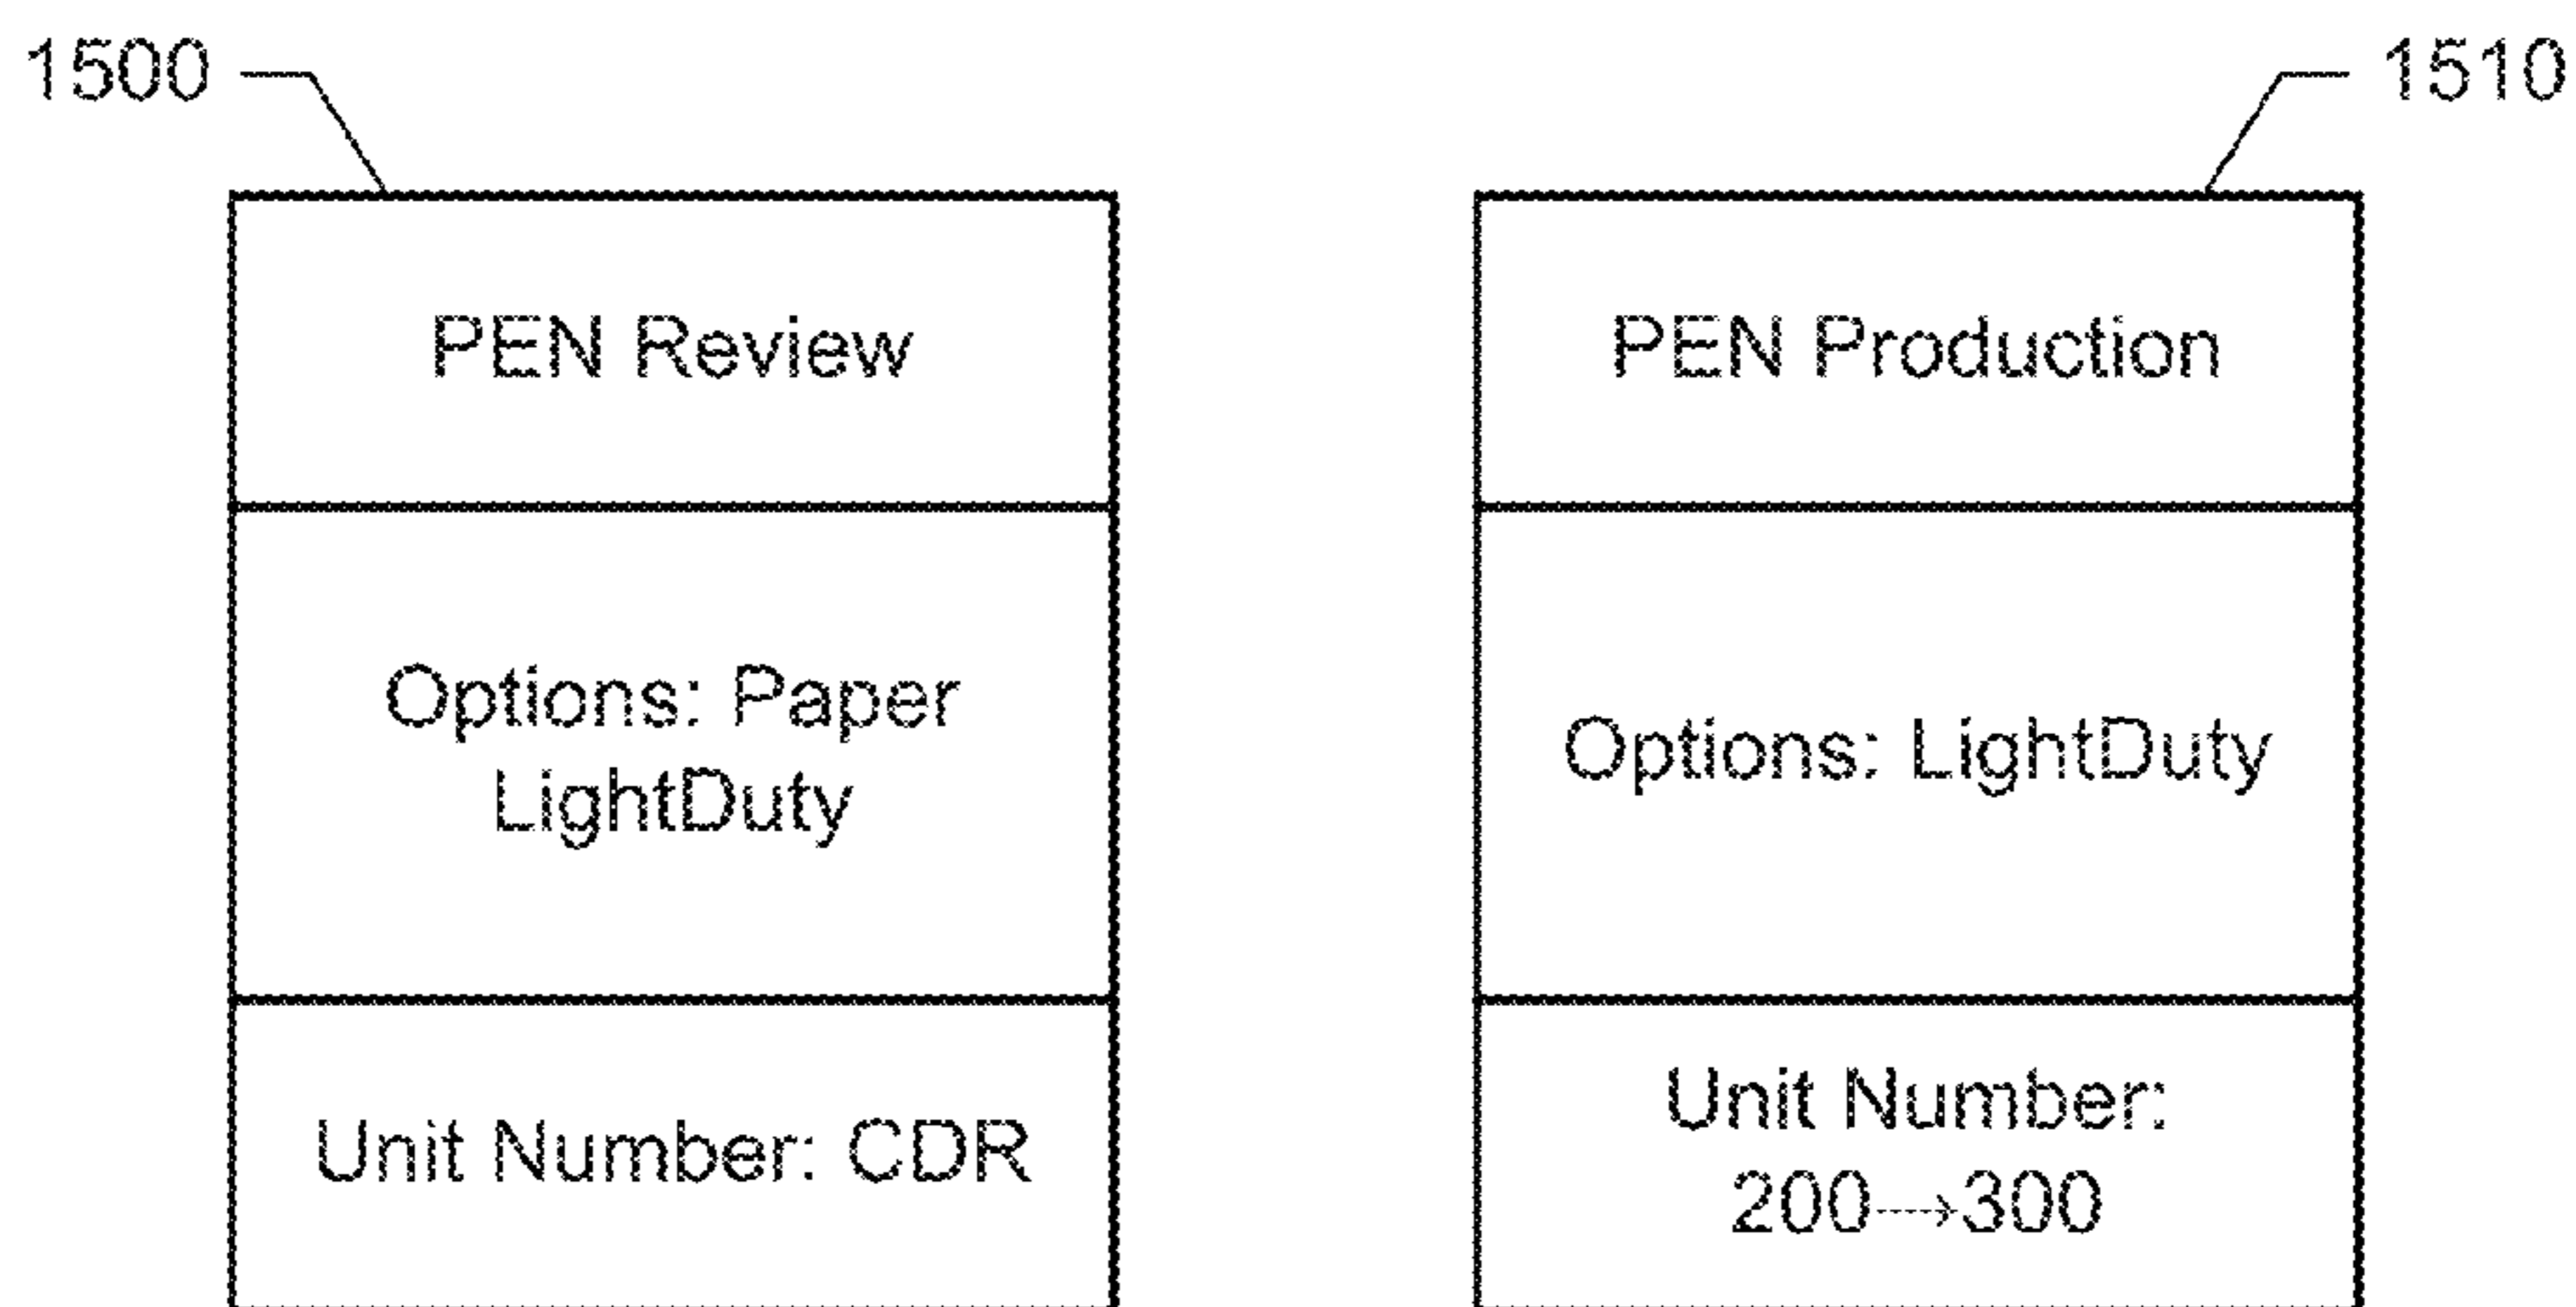 1500
1510
PEN Review
Options: Paper
LightDuty
Unit Number: CDR
PEN Production
Options: LightDuty
Unit Number:
200→300